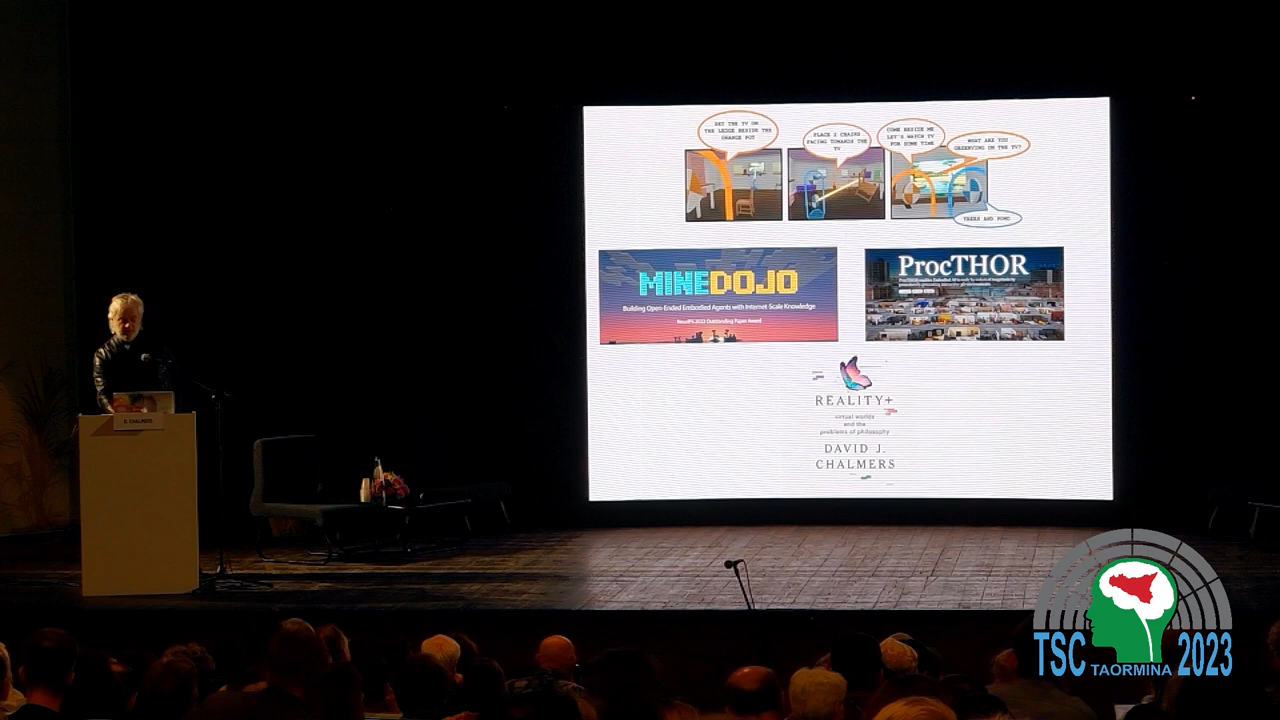 SET THE TV ON
THE LEDGE BESIDE THE
ORANGE POT
PLACE 2 CHAIRS
FACING TOWARDS THE
TV
COME BESIDE ME
LET'S WATCH TV
FOR SOME TIME
WHAT ARE YOU
OBSERVING ON THE TV?
TREES AND POND
MINEDOJO
Building Open-Ended Embodied Agents with Internet-Scale Knowledge
NeurIPS 2022 Outstanding Paper Award
ProcTHOR
REALITY+
virtual worlds
and the
problems of philosophy
DAVID J.
CHALMERS
D. CHALMERS
TSC TAORMINA 2023